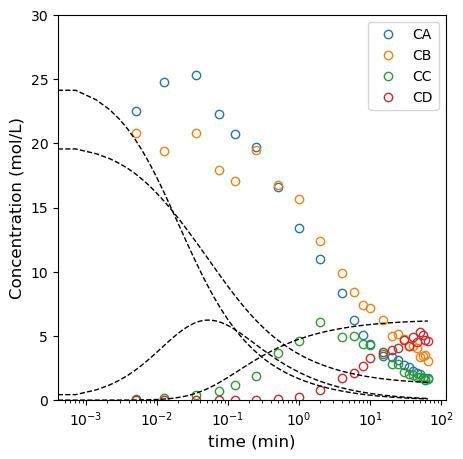 30
25
20
15
10
5
0
Concentration (mol/L)
CA
CB
CC
CD
10⁻³
10⁻²
10⁻¹
10⁰
10¹
10²
time (min)